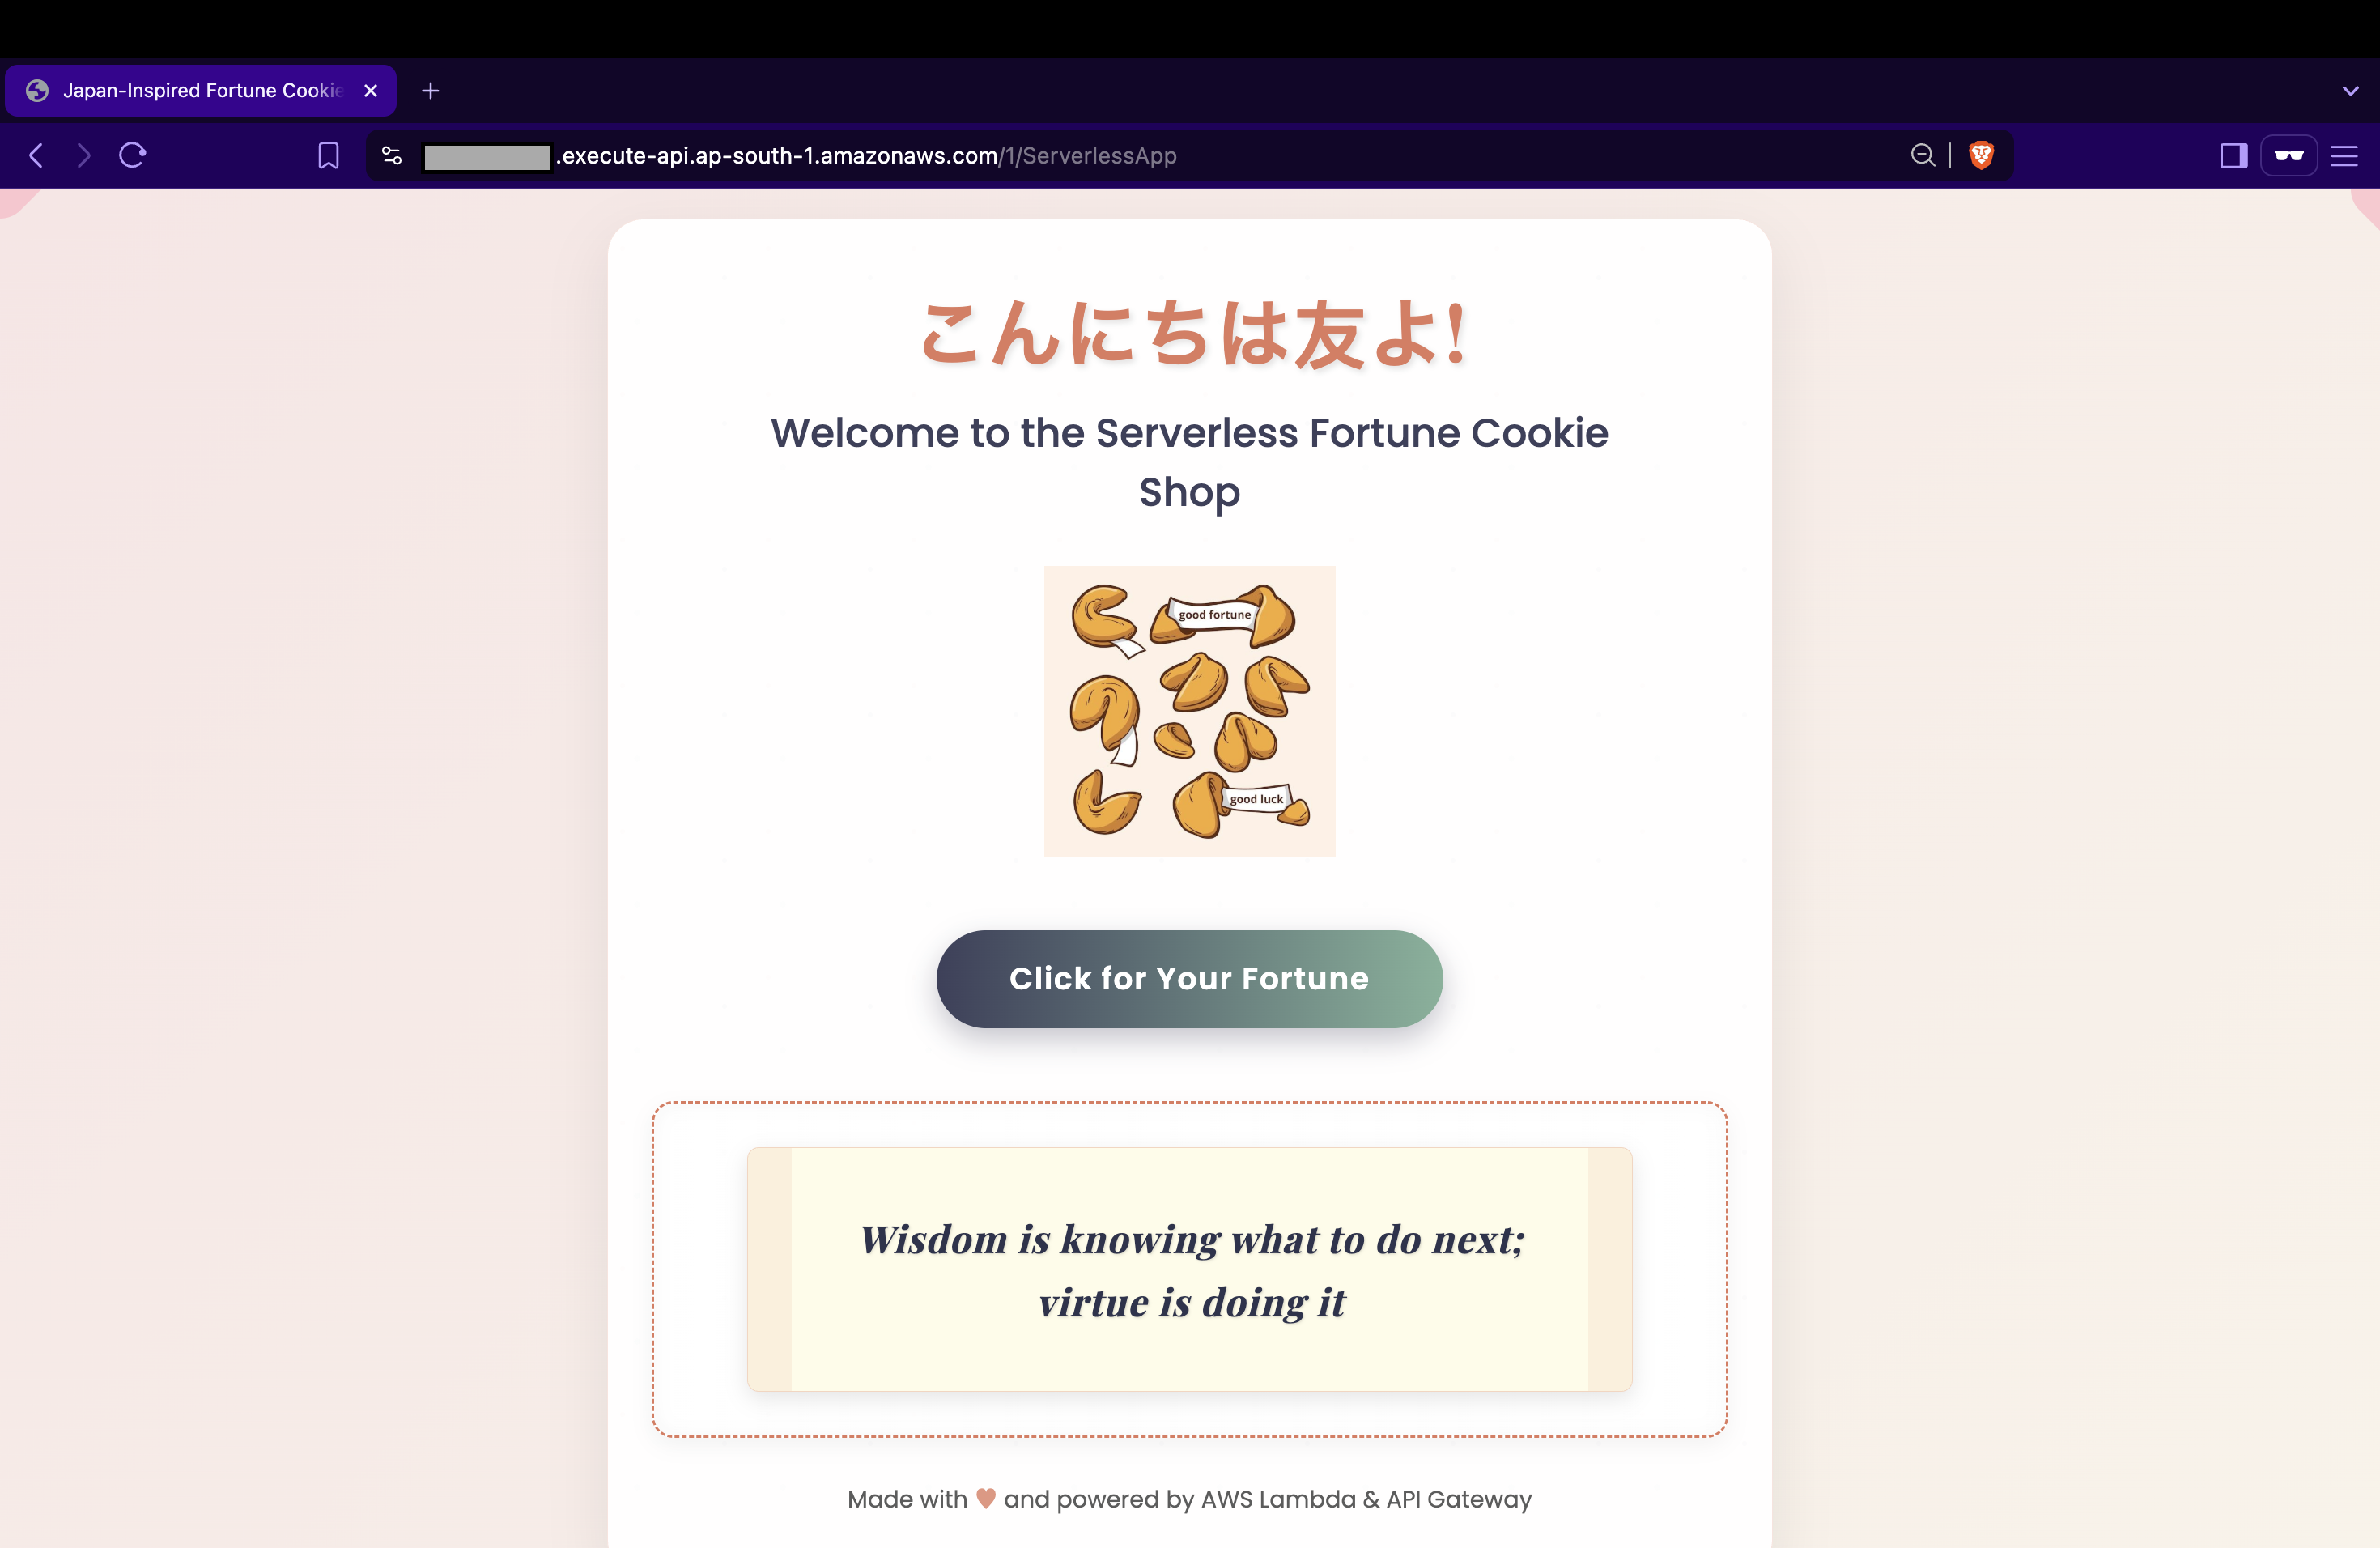 Japan-Inspired Fortune Cookie
.execute-api.ap-south-1.amazonaws.com/1/ServerlessApp
こんにちは友よ!
Welcome to the Serverless Fortune Cookie
Shop
good fortune
good luck
Click for Your Fortune
Wisdom is knowing what to do next;
virtue is doing it
Made with ♥ and powered by AWS Lambda & API Gateway